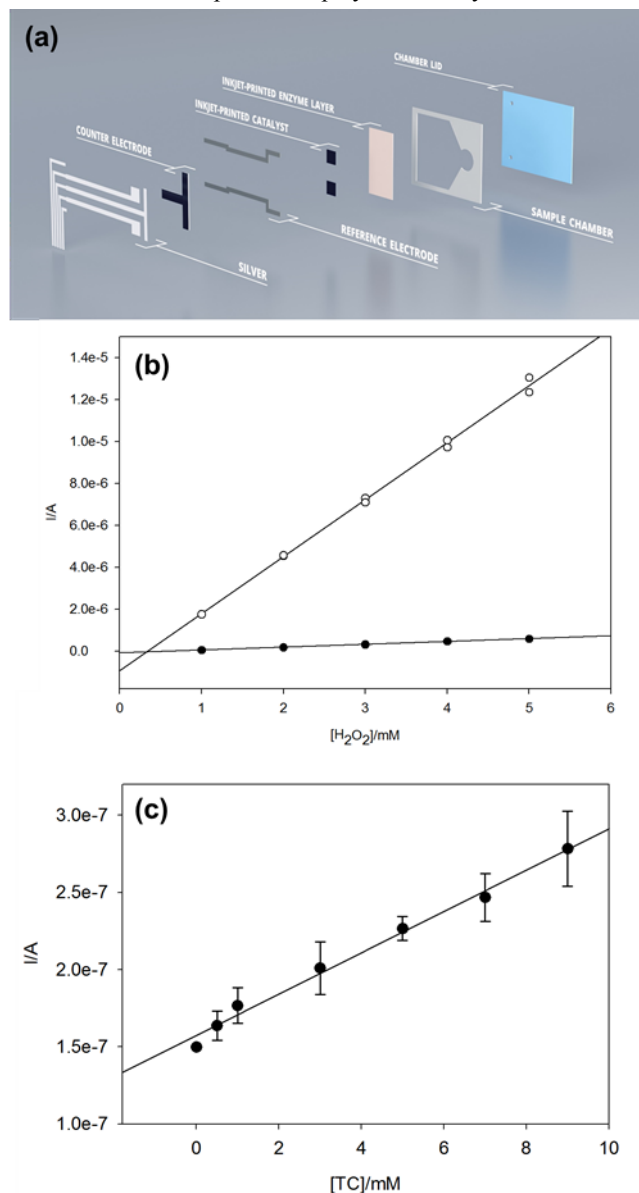 (a)
CHAMBER LID
INKJET-PRINTED ENZYME LAYER
INKJET-PRINTED CATALYST
COUNTER ELECTRODE
SAMPLE CHAMBER
REFERENCE ELECTRODE
SILVER
(b)
1.4e-5
1.2e-5
1.0e-5
8.0e-6
6.0e-6
4.0e-6
2.0e-6
0.0
I/A
0 1 2 3 4 5 6
[H₂O₂]/mM
(c)
3.0e-7
2.5e-7
2.0e-7
1.5e-7
1.0e-7
I/A
0 2 4 6 8 10
[TC]/mM